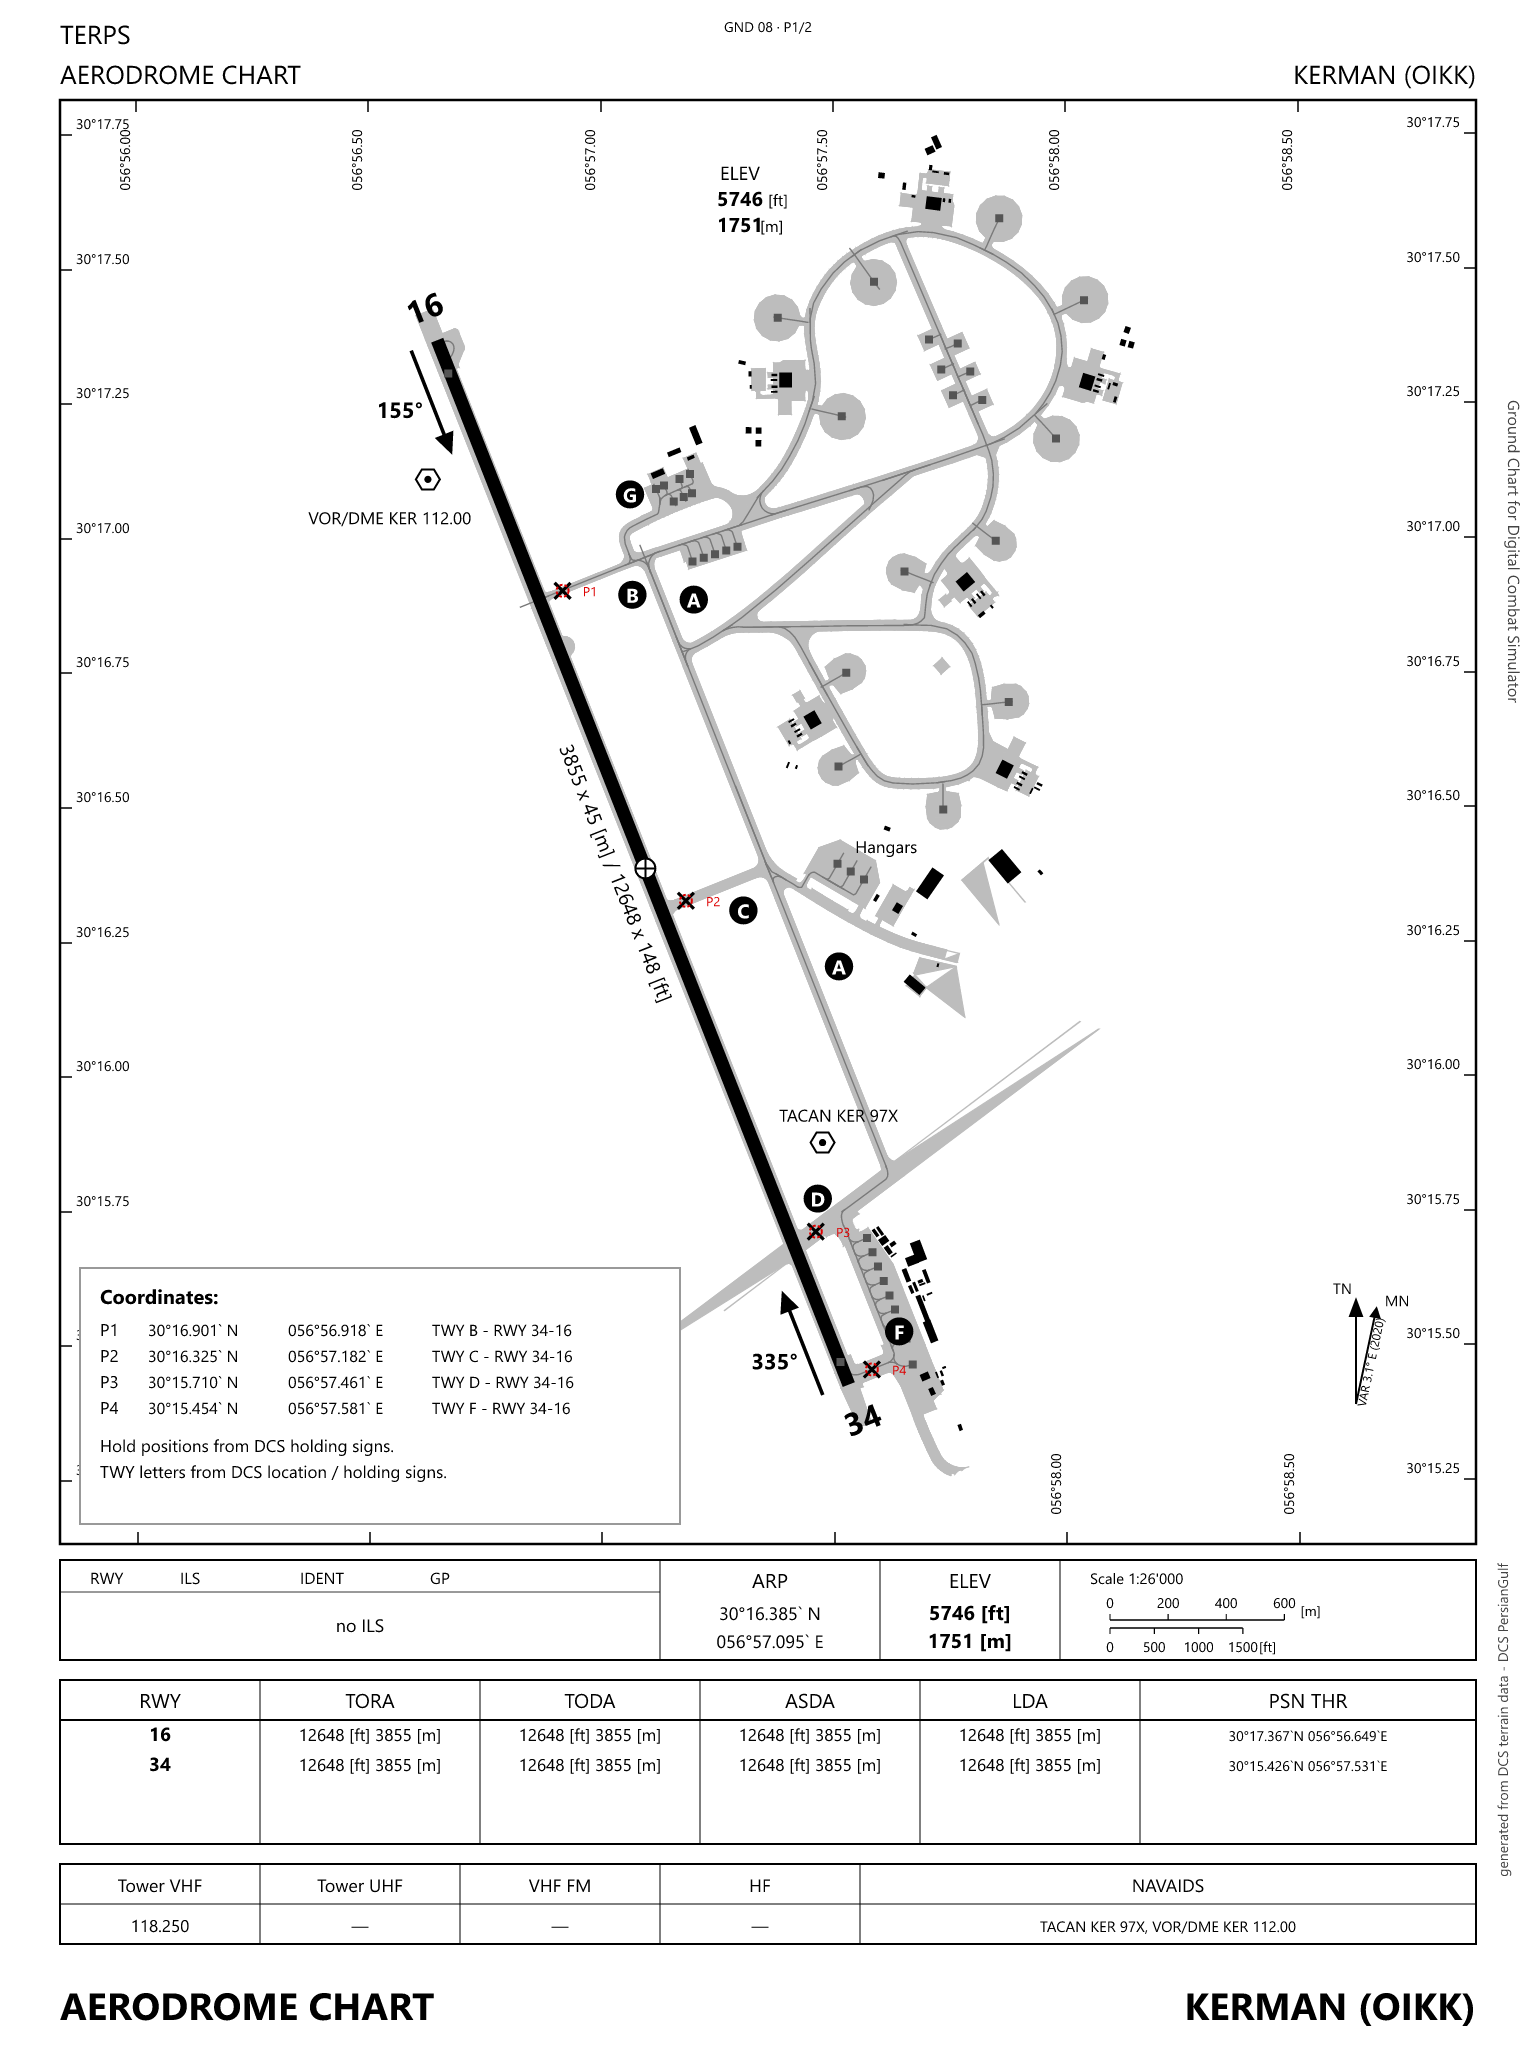 GND 08 · P1/2
TERPS
AERODROME CHART
KERMAN (OIKK)
30°17.75
30°17.75
056°56.00
056°56.50
056°57.00
056°57.50
056°58.00
056°58.50
ELEV
5746 [ft]
1751[m]
30°17.50
30°17.50
16
30°17.25
30°17.25
155°
G
VOR/DME KER 112.00
30°17.00
30°17.00
P1
B
A
30°16.75
30°16.75
3855 x 45 [m] / 12648 x 148 [ft]
30°16.50
30°16.50
Hangars
P2
C
30°16.25
30°16.25
A
30°16.00
30°16.00
TACAN KER 97X
D
30°15.75
30°15.75
P3
F
335°
P4
34
TN
MN
VAR 3.1° E (2020)
30°15.50
30°15.25
056°58.00
056°58.50
Coordinates:
P1 30°16.901` N 056°56.918` E TWY B - RWY 34-16
P2 30°16.325` N 056°57.182` E TWY C - RWY 34-16
P3 30°15.710` N 056°57.461` E TWY D - RWY 34-16
P4 30°15.454` N 056°57.581` E TWY F - RWY 34-16
Hold positions from DCS holding signs.
TWY letters from DCS location / holding signs.
Ground Chart for Digital Combat Simulator
generated from DCS terrain data - DCS PersianGulf
RWY ILS IDENT GP
no ILS
ARP
30°16.385` N
056°57.095` E
ELEV
5746 [ft]
1751 [m]
Scale 1:26'000
0 200 400 600 [m]
0 500 1000 1500[ft]
RWY TORA TODA ASDA LDA PSN THR
16 12648 [ft] 3855 [m] 12648 [ft] 3855 [m] 12648 [ft] 3855 [m] 12648 [ft] 3855 [m] 30°17.367`N 056°56.649`E
34 12648 [ft] 3855 [m] 12648 [ft] 3855 [m] 12648 [ft] 3855 [m] 12648 [ft] 3855 [m] 30°15.426`N 056°57.531`E
Tower VHF Tower UHF VHF FM HF NAVAIDS
118.250 — — — TACAN KER 97X, VOR/DME KER 112.00
AERODROME CHART
KERMAN (OIKK)